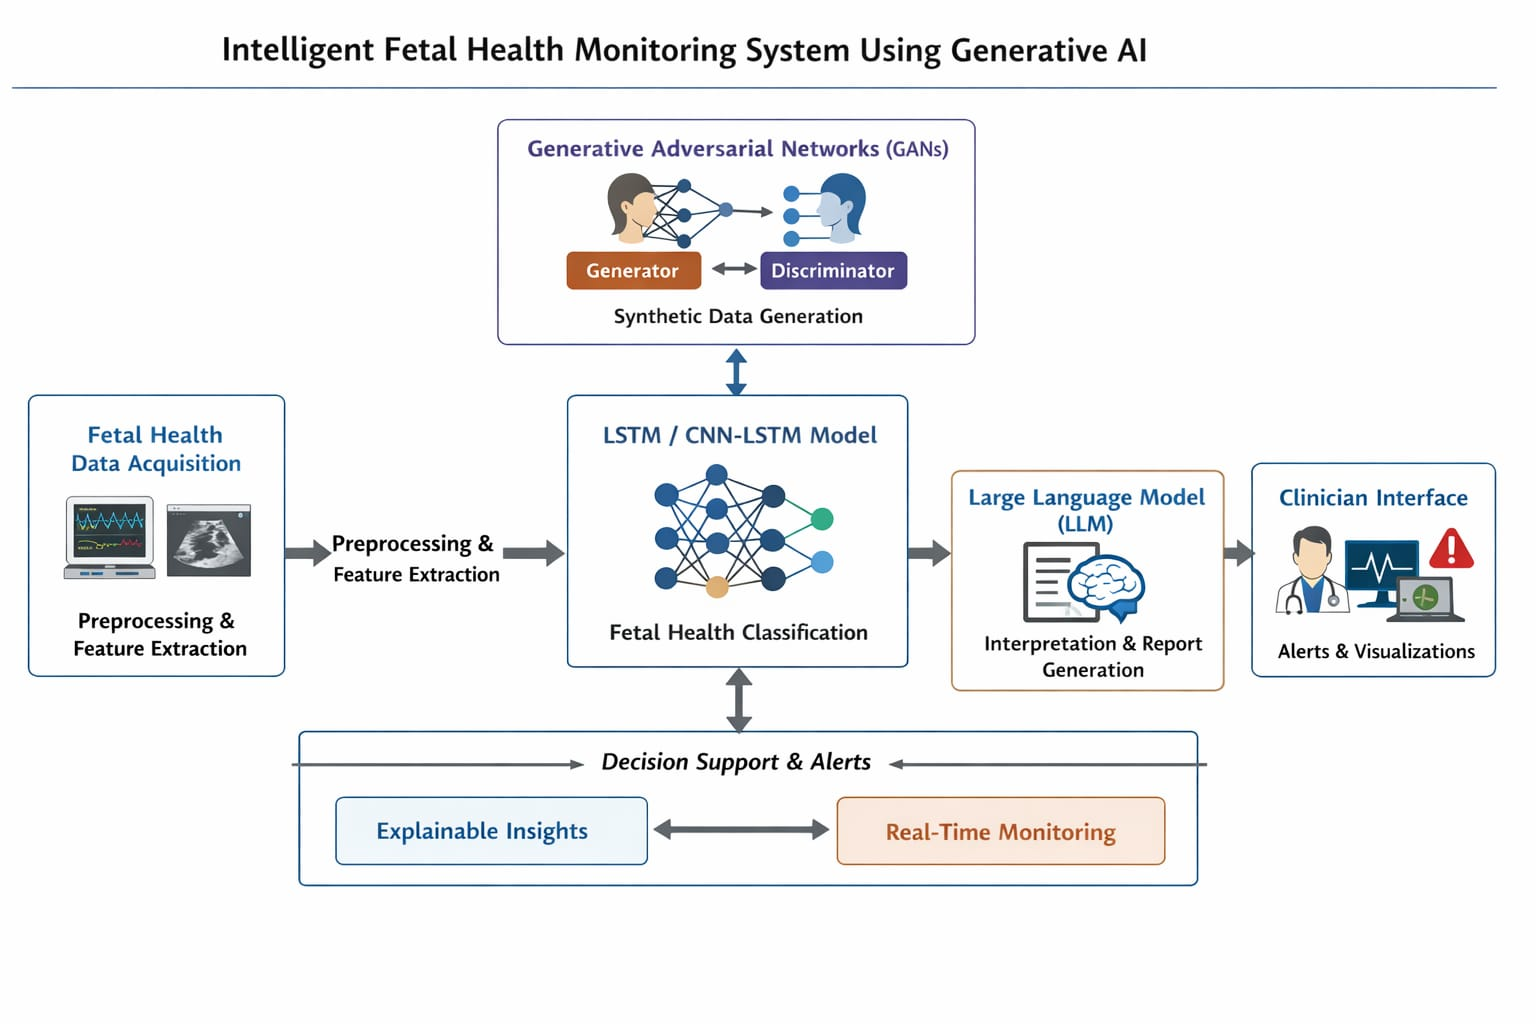 Intelligent Fetal Health Monitoring System Using Generative AI
Generative Adversarial Networks (GANs)
Generator
Discriminator
Synthetic Data Generation
Fetal Health
Data Acquisition
Preprocessing &
Feature Extraction
Preprocessing &
Feature Extraction
LSTM / CNN-LSTM Model
Fetal Health Classification
Large Language Model
(LLM)
Interpretation & Report
Generation
Clinician Interface
Alerts & Visualizations
Decision Support & Alerts
Explainable Insights
Real-Time Monitoring